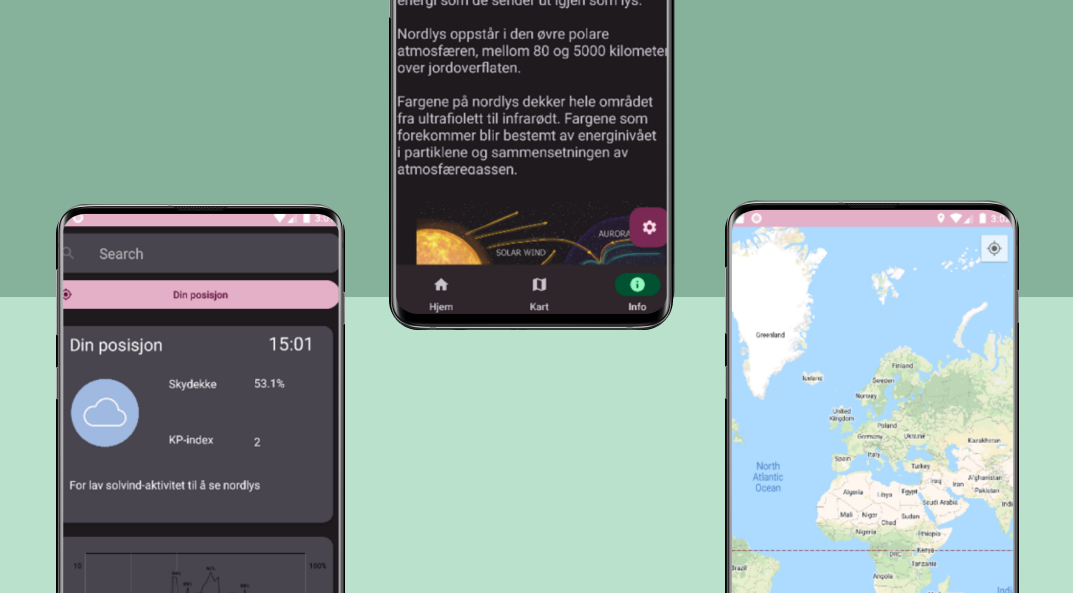 energi som de sender ut igjen som lys.
Nordlys oppstår i den øvre polare
atmosfæren, mellom 80 og 5000 kilometer
over jordoverflaten.
Fargene på nordlys dekker hele området
fra ultrafiolett til infrarødt. Fargene som
forekommer blir bestemt av energinivået
i partiklene og sammensetningen av
atmosfæregassen.
AURORA
SOLAR WIND
Hjem
Kart
Info
Search
Din posisjon
Din posisjon
15:01
Skydekke
53.1%
KP-index
2
For lav solvind-aktivitet til å se nordlys
10
100%
Greenland
Iceland
Finland
Sweden
Norway
United
Kingdom
Poland
Germany
Ukraine
Kazakhstan
Spain
Italy
Turkey
North
Atlantic
Ocean
Iraq
Iran
Afghanistan
Pakistan
Algeria
Libya
Egypt
Saudi Arabia
Mali
Niger
Chad
Sudan
Nigeria
Ethiopia
DRC
Kenya
Tanzania
Brazil
Angola